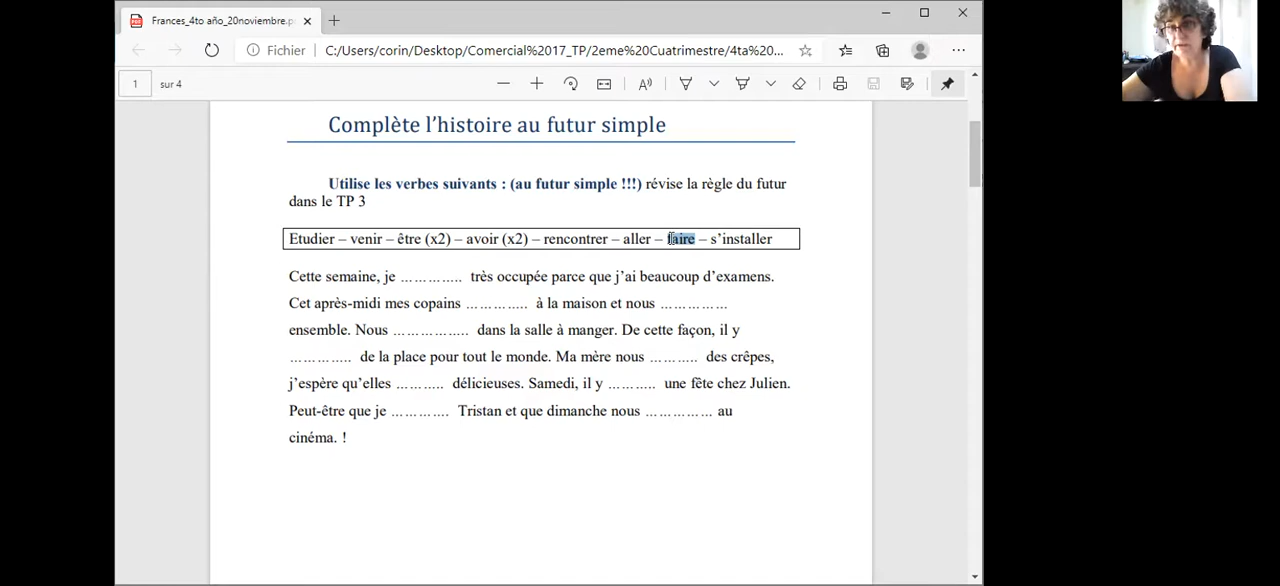 Frances_4to año_20noviembre.p
Fichier C:/Users/corin/Desktop/Comercial%202017_TP/2eme%20Cuatrimestre/4ta%20...
1 sur 4
Complète l’histoire au futur simple
Utilise les verbes suivants : (au futur simple !!!) révise la règle du futur
dans le TP 3
Etudier – venir – être (x2) – avoir (x2) – rencontrer – aller – faire – s’installer
Cette semaine, je ………….. très occupée parce que j’ai beaucoup d’examens.
Cet après-midi mes copains ………….. à la maison et nous ……………
ensemble. Nous …………….. dans la salle à manger. De cette façon, il y
………….. de la place pour tout le monde. Ma mère nous ……….. des crêpes,
j’espère qu’elles ……….. délicieuses. Samedi, il y ……….. une fête chez Julien.
Peut-être que je …………. Tristan et que dimanche nous …………… au
cinéma. !